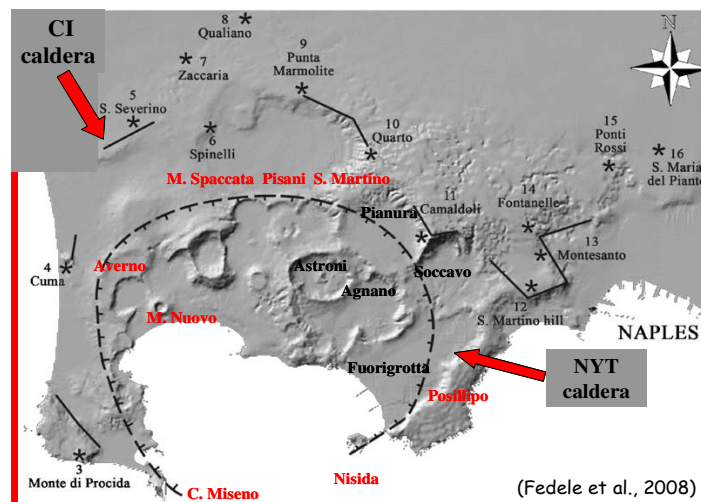 CI
caldera
8
Qualiano
9
Punta
Marmolite
7
Zaccaria
N
5
S. Severino
6
Spinelli
10
Quarto
15
Ponti
Rossi
16
S. Maria
del Pianto
M. Spaccata Pisani S. Martino
Pianura
11
Camaldoli
14
Fontanelle
13
Montesanto
4
Cuma
Averno
Astroni
Soccavo
Agnano
12
S. Martino hill
M. Nuovo
NAPLES
Fuorigrotta
NYT
caldera
Posillipo
3
Monte di Procida
C. Miseno
Nisida
(Fedele et al., 2008)